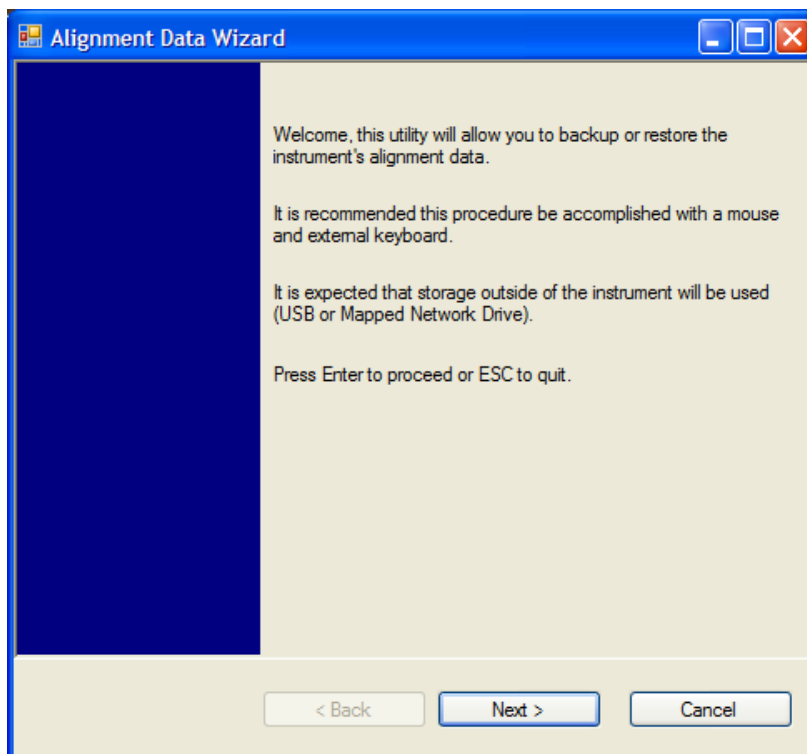 Alignment Data Wizard
Welcome, this utility will allow you to backup or restore the
instrument's alignment data.
It is recommended this procedure be accomplished with a mouse
and external keyboard.
It is expected that storage outside of the instrument will be used
(USB or Mapped Network Drive).
Press Enter to proceed or ESC to quit.
< Back Next > Cancel